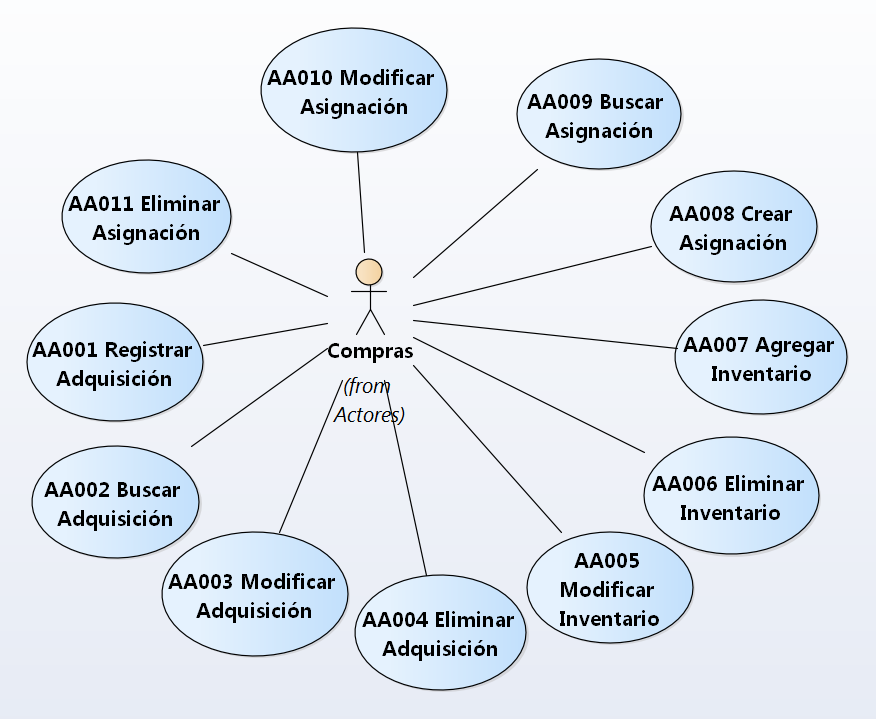 AA010 Modificar
Asignación
AA009 Buscar
Asignación
AA011 Eliminar
Asignación
AA008 Crear
Asignación
AA001 Registrar
Adquisición
Compras
(from
Actores)
AA007 Agregar
Inventario
AA002 Buscar
Adquisición
AA006 Eliminar
Inventario
AA003 Modificar
Adquisición
AA004 Eliminar
Adquisición
AA005
Modificar
Inventario